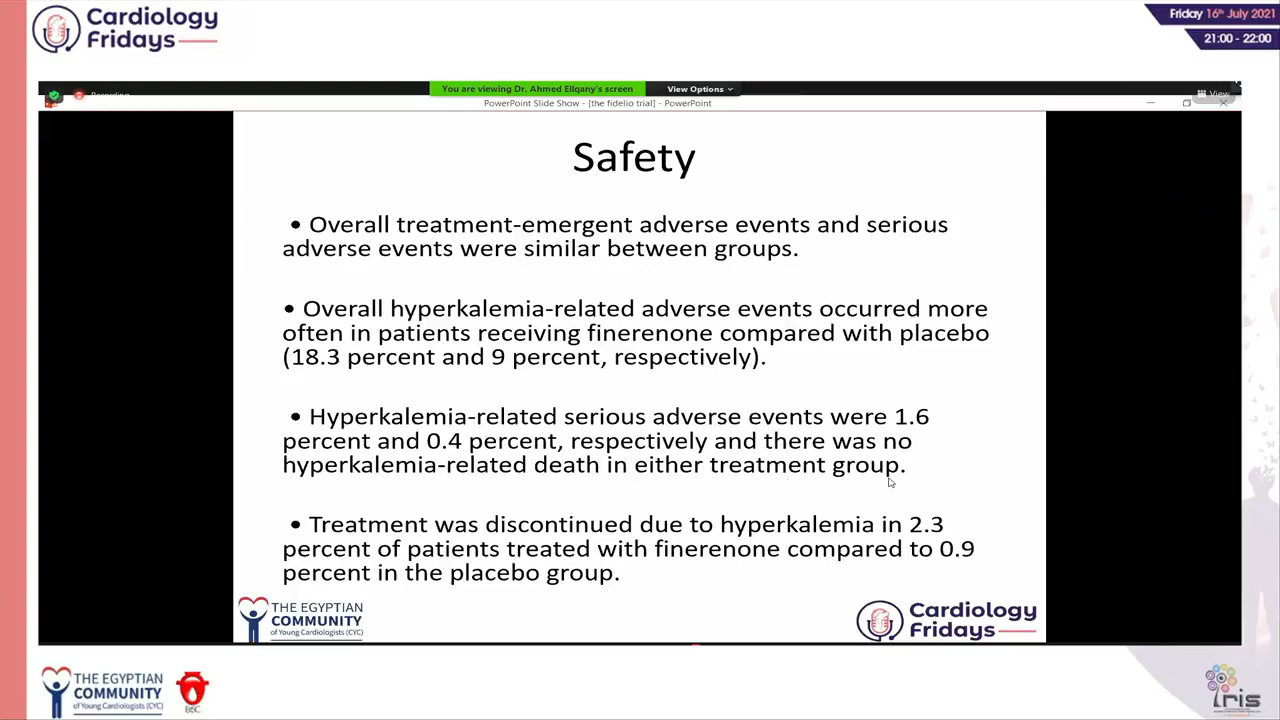 Cardiology
Fridays
Friday 16th July 2021
21:00 - 22:00
You are viewing Dr. Ahmed Ellqany's screen
View Options
Recording
View
PowerPoint Slide Show - [the fidelio trial] - PowerPoint
Safety
• Overall treatment-emergent adverse events and serious
adverse events were similar between groups.
• Overall hyperkalemia-related adverse events occurred more
often in patients receiving finerenone compared with placebo
(18.3 percent and 9 percent, respectively).
• Hyperkalemia-related serious adverse events were 1.6
percent and 0.4 percent, respectively and there was no
hyperkalemia-related death in either treatment group.
• Treatment was discontinued due to hyperkalemia in 2.3
percent of patients treated with finerenone compared to 0.9
percent in the placebo group.
THE EGYPTIAN
COMMUNITY
of Young Cardiologists (CYC)
Cardiology
Fridays
THE EGYPTIAN
COMMUNITY
of Young Cardiologists (CYC)
BSC
iris